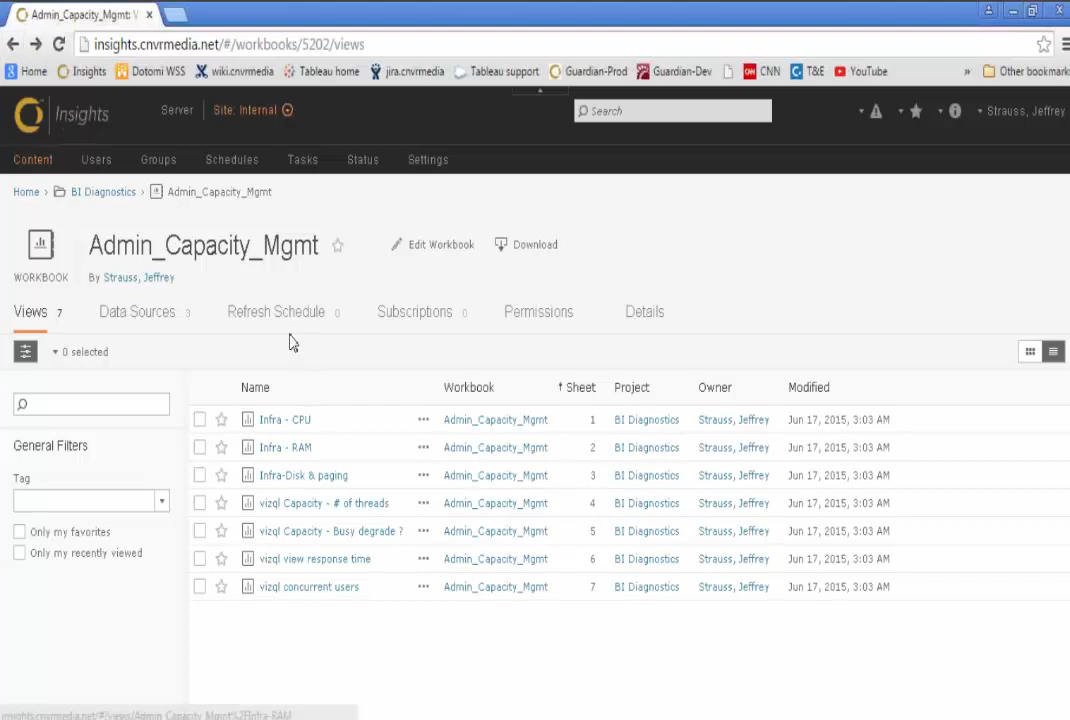 Admin_Capacity_Mgmt: V
insights.cnvrmedia.net/#/workbooks/5202/views
Home Insights Dotomi WSS wiki.cnvrmedia Tableau home jira.cnvrmedia Tableau support Guardian-Prod Guardian-Dev CNN T&E YouTube » Other bookmark
Insights Server Site: Internal Search Strauss, Jeffrey
Content Users Groups Schedules Tasks Status Settings
Home › BI Diagnostics › Admin_Capacity_Mgmt
Admin_Capacity_Mgmt Edit Workbook Download
WORKBOOK By Strauss, Jeffrey
Views 7 Data Sources 3 Refresh Schedule 0 Subscriptions 0 Permissions Details
0 selected
Name Workbook ↑ Sheet Project Owner Modified
Infra - CPU ••• Admin_Capacity_Mgmt 1 BI Diagnostics Strauss, Jeffrey Jun 17, 2015, 3:03 AM
Infra - RAM ••• Admin_Capacity_Mgmt 2 BI Diagnostics Strauss, Jeffrey Jun 17, 2015, 3:03 AM
Infra-Disk & paging ••• Admin_Capacity_Mgmt 3 BI Diagnostics Strauss, Jeffrey Jun 17, 2015, 3:03 AM
vizql Capacity - # of threads ••• Admin_Capacity_Mgmt 4 BI Diagnostics Strauss, Jeffrey Jun 17, 2015, 3:03 AM
vizql Capacity - Busy degrade ? ••• Admin_Capacity_Mgmt 5 BI Diagnostics Strauss, Jeffrey Jun 17, 2015, 3:03 AM
vizql view response time ••• Admin_Capacity_Mgmt 6 BI Diagnostics Strauss, Jeffrey Jun 17, 2015, 3:03 AM
vizql concurrent users ••• Admin_Capacity_Mgmt 7 BI Diagnostics Strauss, Jeffrey Jun 17, 2015, 3:03 AM
General Filters
Tag
Only my favorites
Only my recently viewed